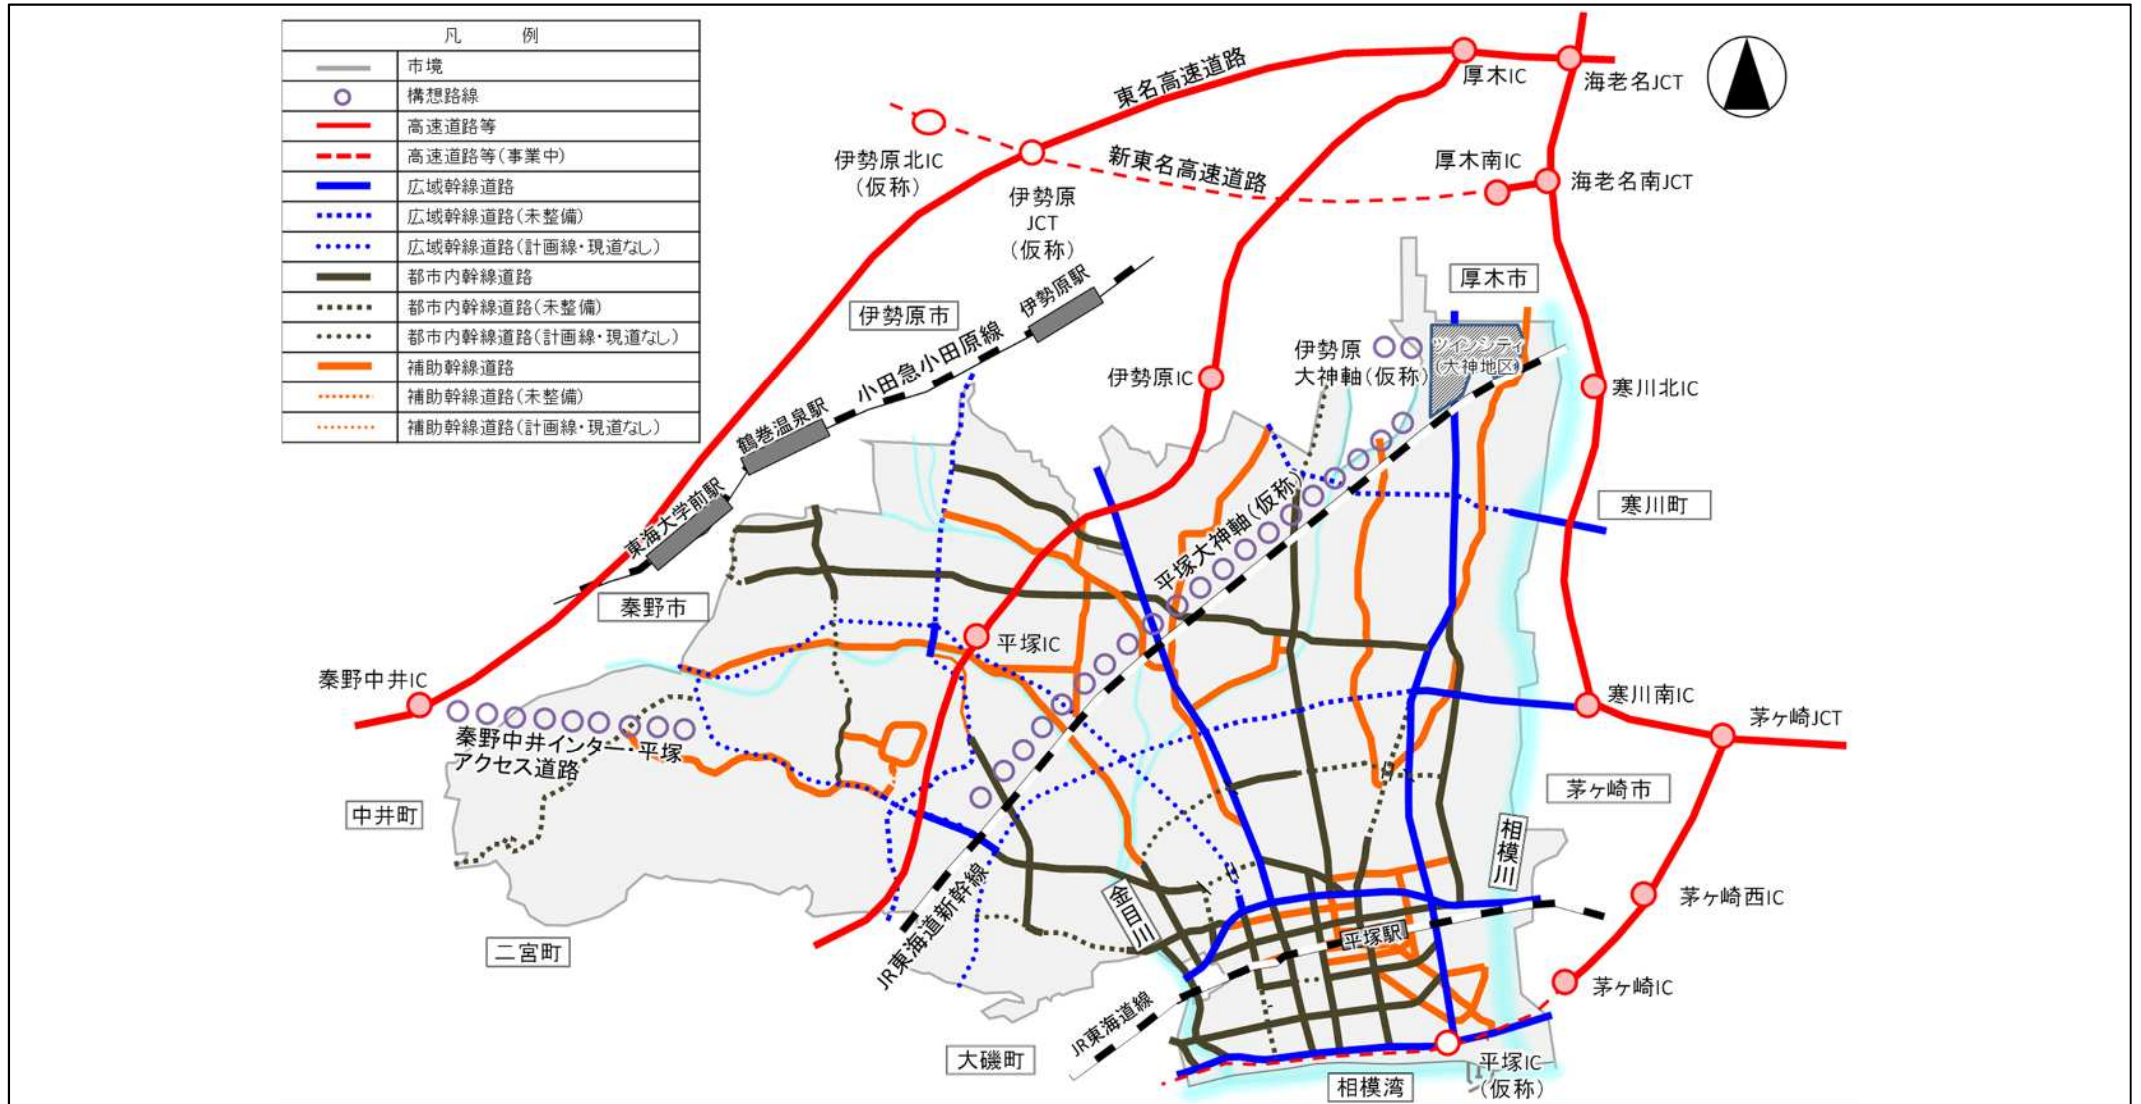 凡 例
市境
構想路線
高速道路等
高速道路等(事業中)
広域幹線道路
広域幹線道路(未整備)
広域幹線道路(計画線・現道なし)
都市内幹線道路
都市内幹線道路(未整備)
都市内幹線道路(計画線・現道なし)
補助幹線道路
補助幹線道路(未整備)
補助幹線道路(計画線・現道なし)
東名高速道路
厚木IC
海老名JCT
伊勢原北IC
(仮称)
新東名高速道路
厚木南IC
海老名南JCT
伊勢原
JCT
(仮称)
厚木市
伊勢原市
伊勢原駅
小田急小田原線
鶴巻温泉駅
東海大学前駅
伊勢原IC
伊勢原
大神軸(仮称)
ツインシティ
(大神地区)
寒川北IC
寒川町
平塚大神軸(仮称)
秦野市
平塚IC
秦野中井IC
秦野中井インター・平塚
アクセス道路
寒川南IC
茅ヶ崎JCT
中井町
茅ヶ崎市
相模川
JR東海道新幹線
金目川
茅ヶ崎西IC
二宮町
平塚駅
茅ヶ崎IC
JR東海道線
大磯町
相模湾
平塚IC
(仮称)